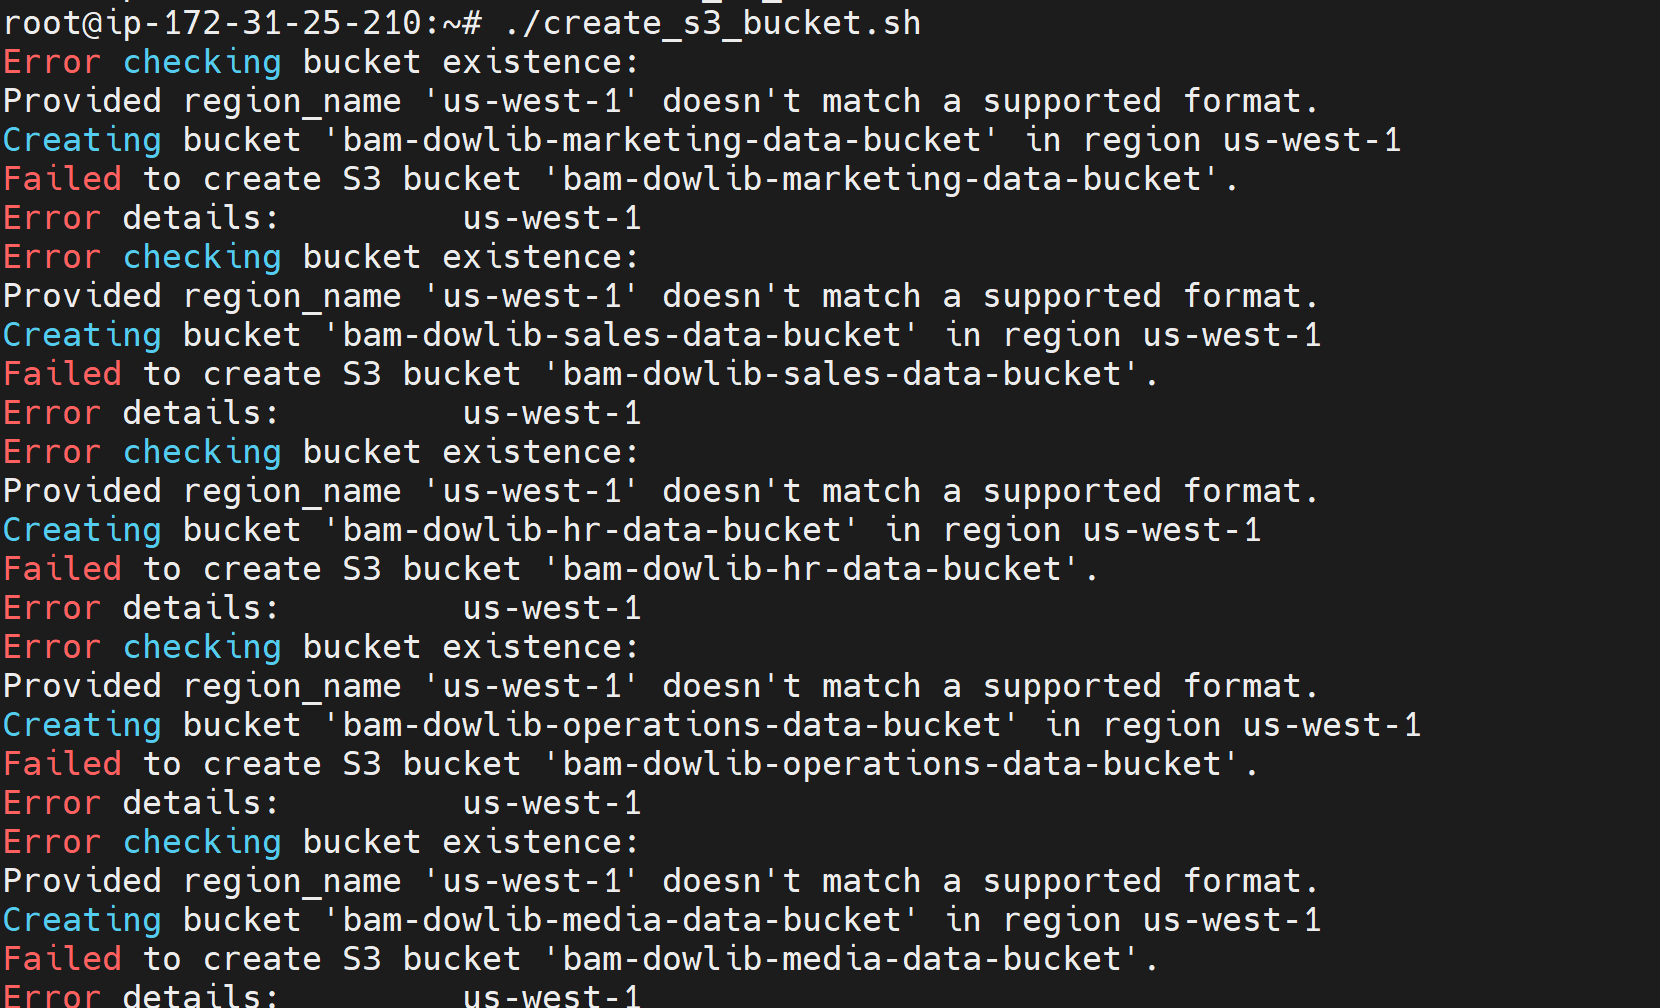 root@ip-172-31-25-210:~# ./create_s3_bucket.sh
Error checking bucket existence:
Provided region_name 'us-west-1' doesn't match a supported format.
Creating bucket 'bam-dowlib-marketing-data-bucket' in region us-west-1
Failed to create S3 bucket 'bam-dowlib-marketing-data-bucket'.
Error details:         us-west-1
Error checking bucket existence:
Provided region_name 'us-west-1' doesn't match a supported format.
Creating bucket 'bam-dowlib-sales-data-bucket' in region us-west-1
Failed to create S3 bucket 'bam-dowlib-sales-data-bucket'.
Error details:         us-west-1
Error checking bucket existence:
Provided region_name 'us-west-1' doesn't match a supported format.
Creating bucket 'bam-dowlib-hr-data-bucket' in region us-west-1
Failed to create S3 bucket 'bam-dowlib-hr-data-bucket'.
Error details:         us-west-1
Error checking bucket existence:
Provided region_name 'us-west-1' doesn't match a supported format.
Creating bucket 'bam-dowlib-operations-data-bucket' in region us-west-1
Failed to create S3 bucket 'bam-dowlib-operations-data-bucket'.
Error details:         us-west-1
Error checking bucket existence:
Provided region_name 'us-west-1' doesn't match a supported format.
Creating bucket 'bam-dowlib-media-data-bucket' in region us-west-1
Failed to create S3 bucket 'bam-dowlib-media-data-bucket'.
Error details:         us-west-1